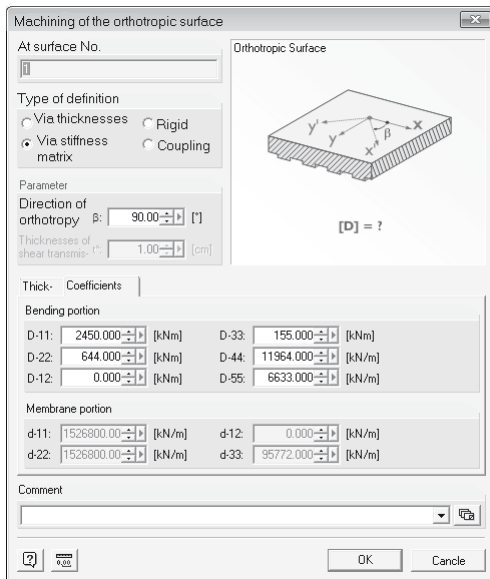 Machining of the orthotropic surface
At surface No.
1
Type of definition
Via thicknesses
Rigid
Via stiffness matrix
Coupling
Parameter
Direction of orthotropy β: 90.00 [°]
Thicknesses of shear transmis- t*: 1.00 [cm]
Orthotropic Surface
y' y β x' x
[D] = ?
Thick- Coefficients
Bending portion
D-11: 2450.000 [kNm] D-33: 155.000 [kNm]
D-22: 644.000 [kNm] D-44: 11964.000 [kN/m]
D-12: 0.000 [kNm] D-55: 6633.000 [kN/m]
Membrane portion
d-11: 1526800.00 [kN/m] d-12: 0.000 [kN/m]
d-22: 1526800.00 [kN/m] d-33: 95772.000 [kN/m]
Comment
0,00
OK Cancle